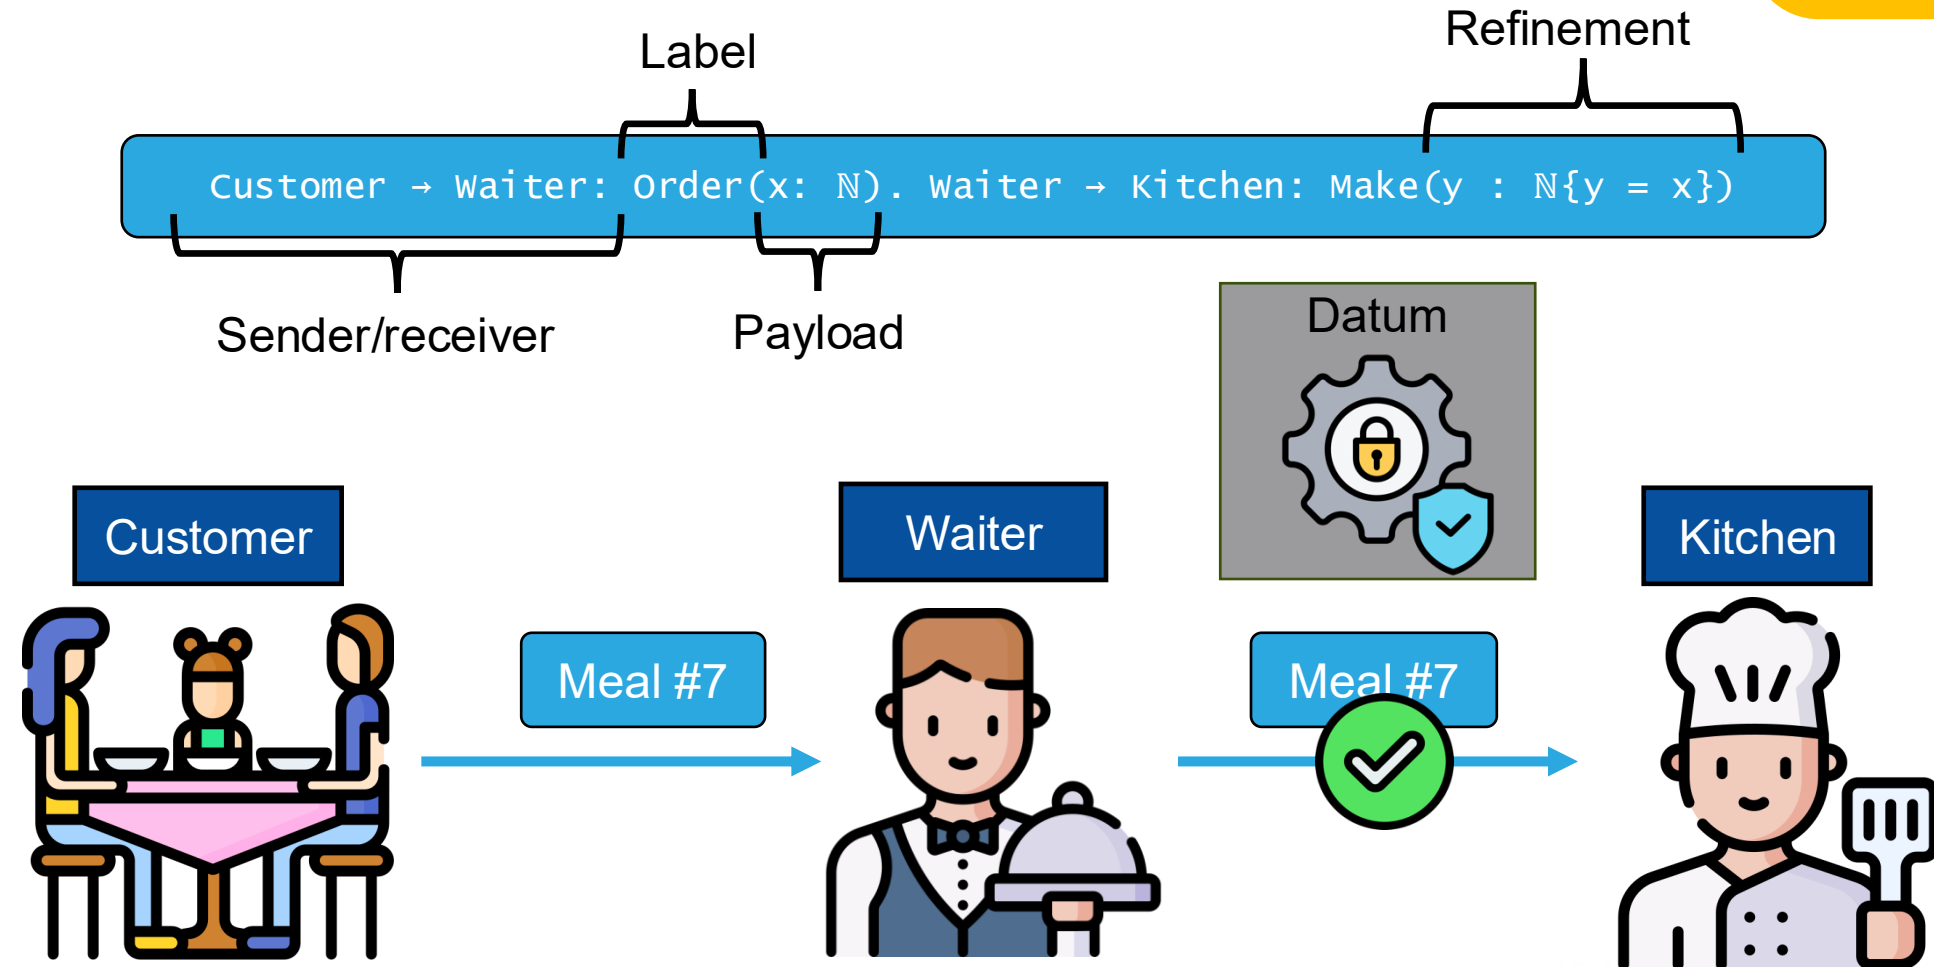 Refinement
Label
Customer → Waiter: Order(x: ℕ). Waiter → Kitchen: Make(y : ℕ{y = x})
Sender/receiver
Payload
Datum
Customer
Waiter
Kitchen
Meal #7
Meal #7